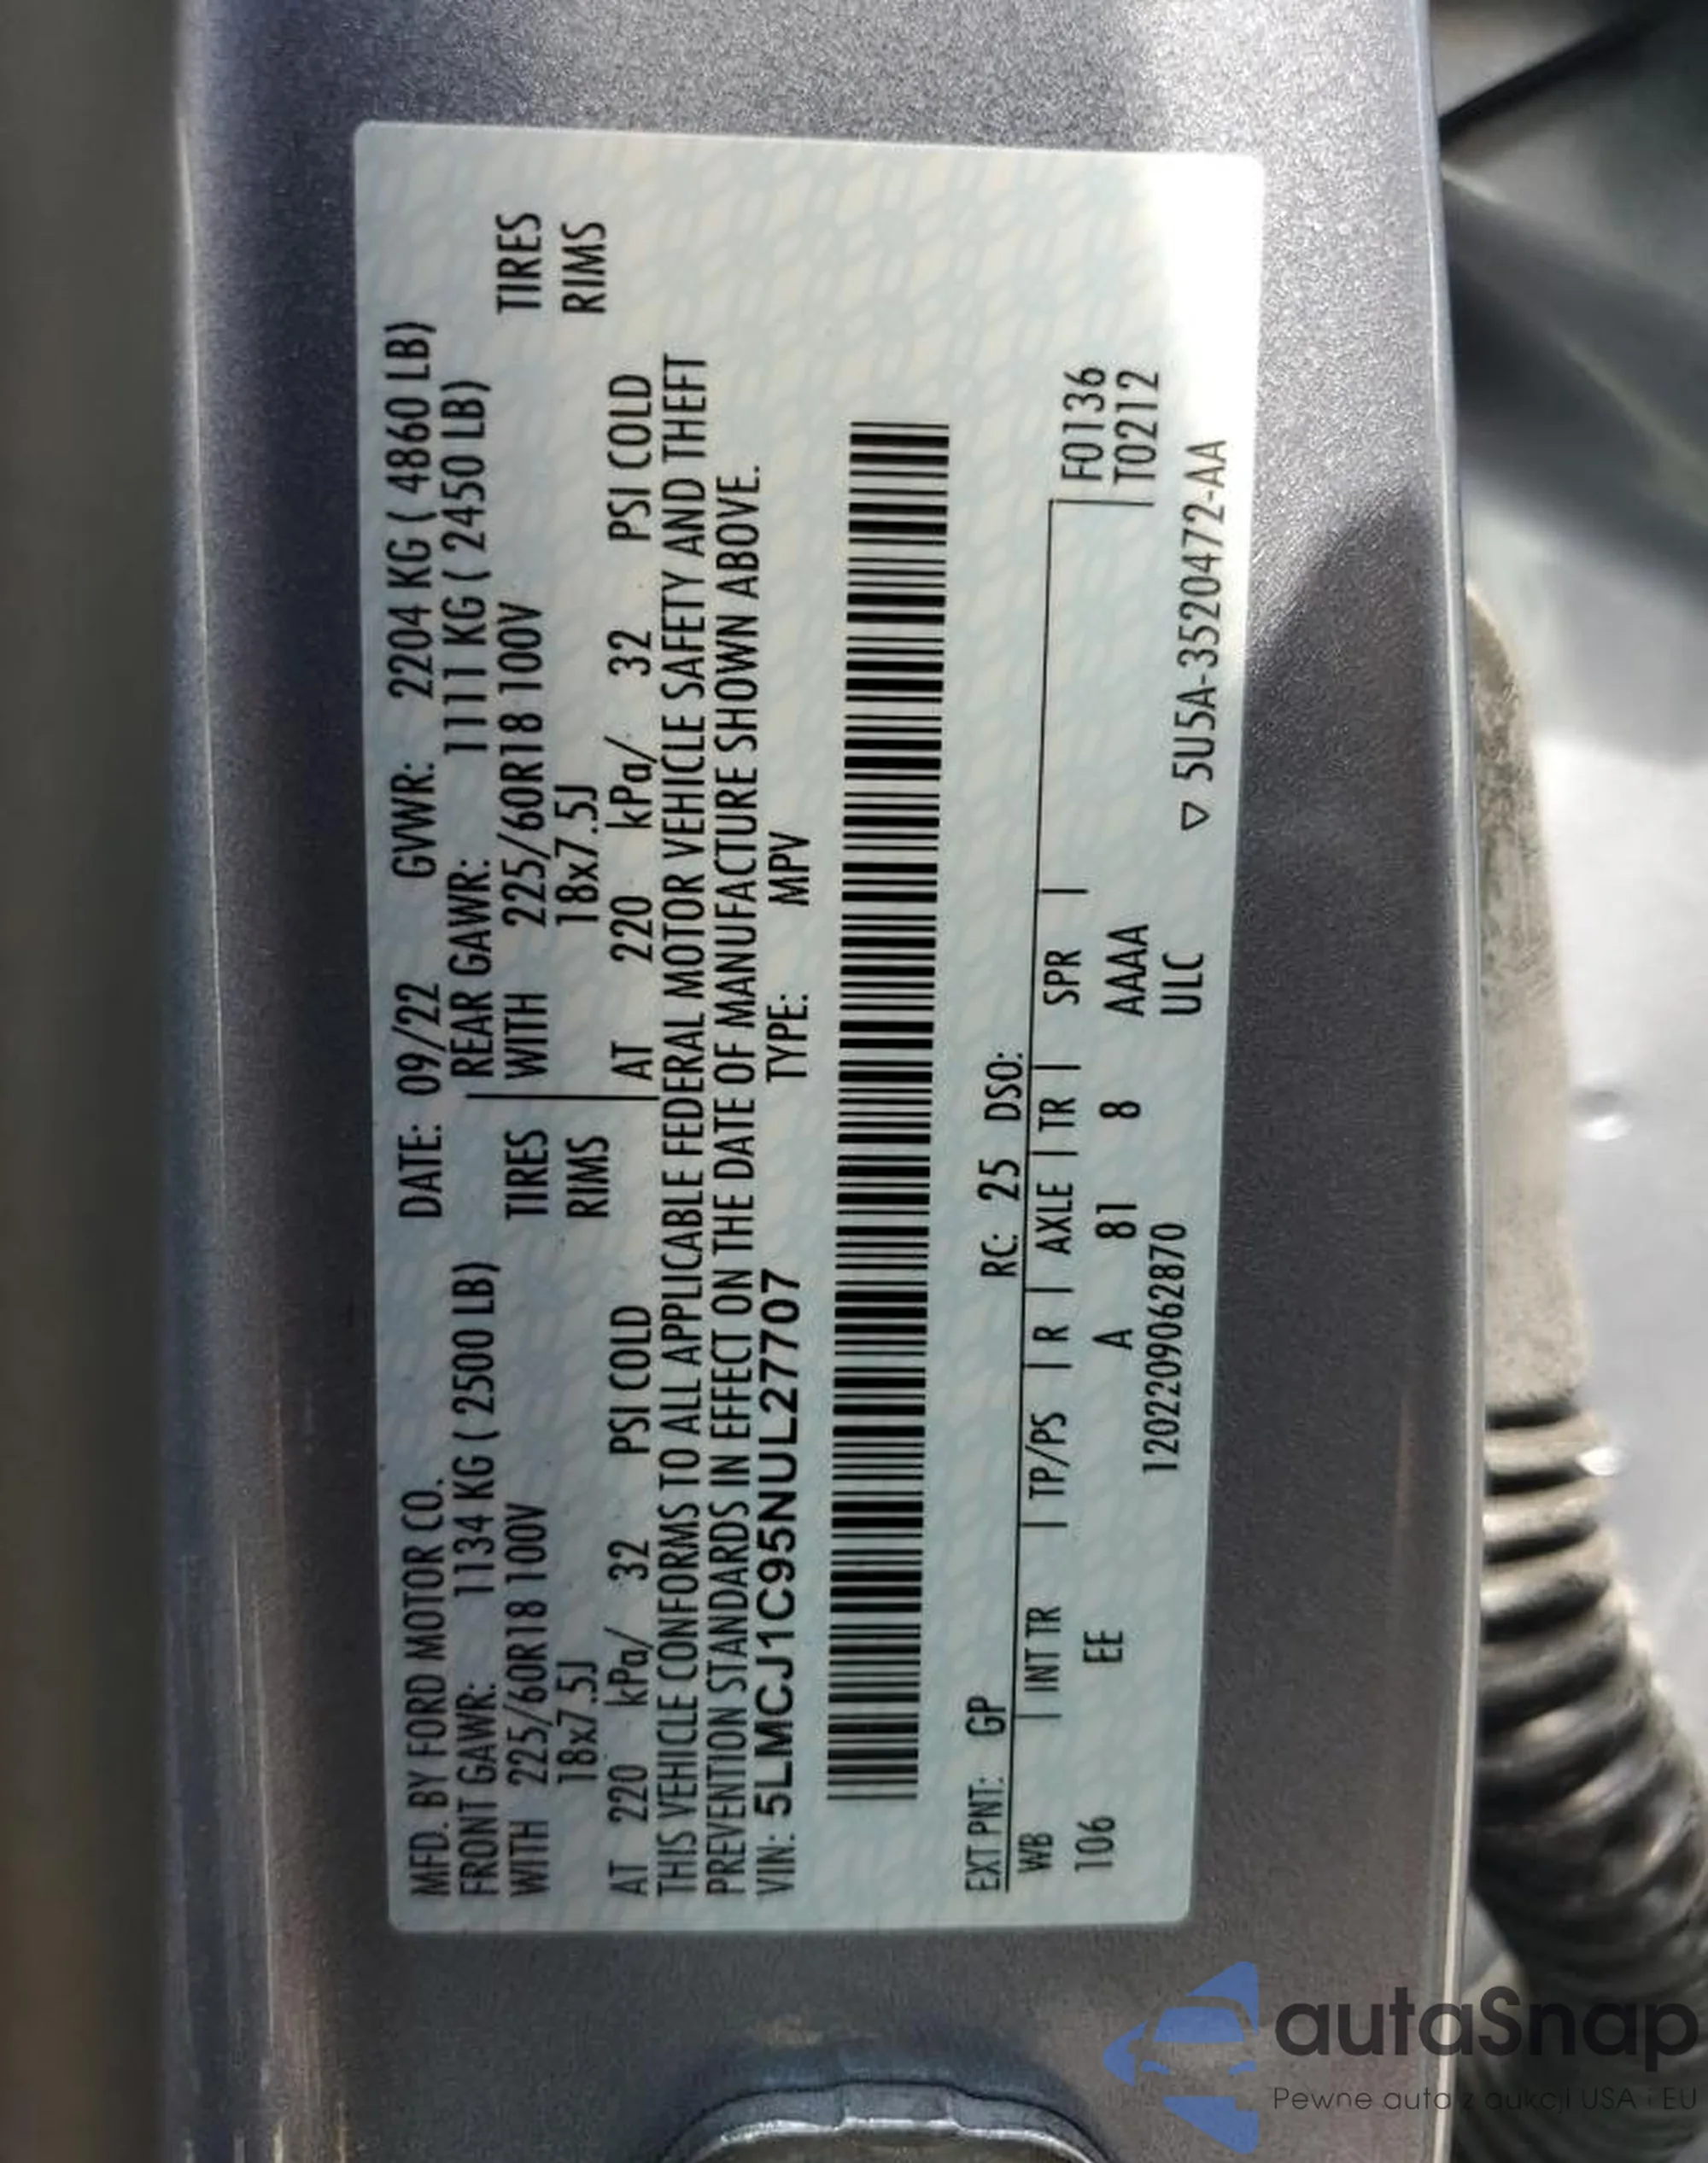 MFD. BY FORD MOTOR CO. DATE: 09/22 GVWR: 2204 KG ( 4860 LB)
FRONT GAWR: 1134 KG ( 2500 LB) REAR GAWR: 1111 KG ( 2450 LB)
WITH 225/60R18 100V TIRES WITH 225/60R18 100V TIRES
18x7.5J RIMS 18x7.5J RIMS
AT 220 kPa/ 32 PSI COLD AT 220 kPa/ 32 PSI COLD
THIS VEHICLE CONFORMS TO ALL APPLICABLE FEDERAL MOTOR VEHICLE SAFETY AND THEFT
PREVENTION STANDARDS IN EFFECT ON THE DATE OF MANUFACTURE SHOWN ABOVE.
VIN: 5LMCJ1C95NUL27707 TYPE: MPV
EXT PNT: GP RC: 25 DSO:
WB | INT TR | TP/PS | R | AXLE | TR | SPR | F0136
106 EE A 81 8 AAAA T0212
1202209062870 ULC
▽ 5U5A-3520472-AA
autaSnap
Pewne auta z aukcji USA i EU